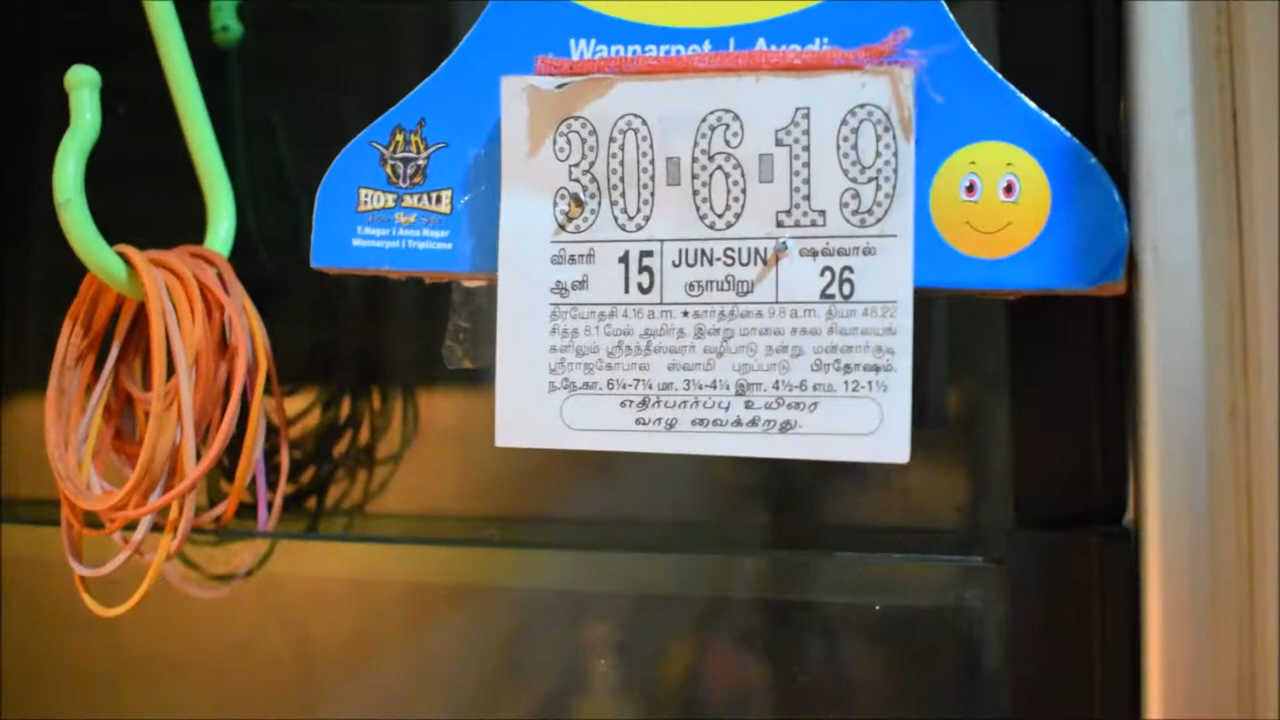 Wannarpet | Avadi
HOT MALE
T.Nagar | Anna Nagar
Wannarpet | Triplicane
30-6-19
விகாரி
ஆனி 15
JUN-SUN
ஞாயிறு
ஷவ்வால்
26
திரயோதசி 4.16 a.m. ★கார்த்திகை 9.8 a.m. தியா 48.22
சித்த 8.1 மேல் அமிர்த. இன்று மாலை சகல சிவாலயங்
களிலும் ஸ்ரீநந்தீஸ்வரர் வழிபாடு நன்று. மன்னார்குடி
ஸ்ரீராஜகோபால ஸ்வாமி புறப்பாடு. பிரதோஷம்.
ந.நே.கா. 6¼-7¼ மா. 3¼-4¼ இரா. 4½-6 எம. 12-1½
எதிர்பார்ப்பு உயிரை
வாழ வைக்கிறது.